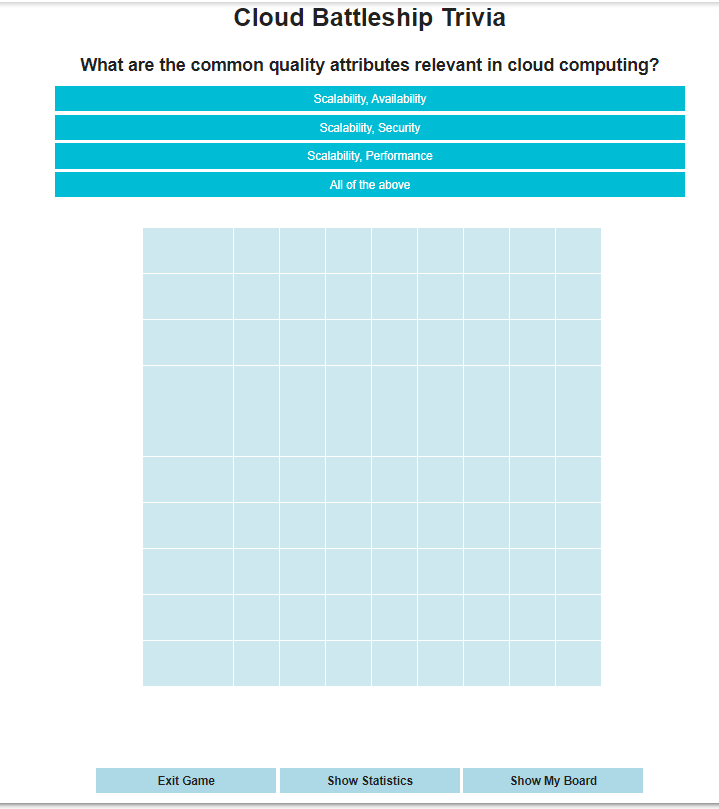 Cloud Battleship Trivia
What are the common quality attributes relevant in cloud computing?
Scalability, Availability
Scalability, Security
Scalability, Performance
All of the above
Exit Game
Show Statistics
Show My Board